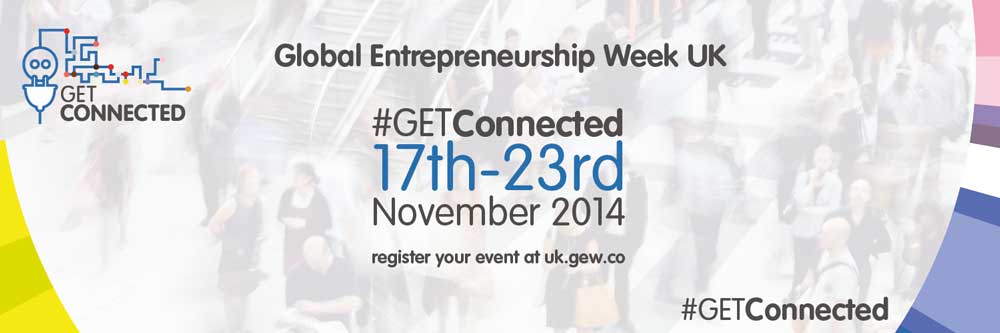 GET
CONNECTED
Global Entrepreneurship Week UK
#GETConnected
17th-23rd
November 2014
register your event at uk.gew.co
#GETConnected